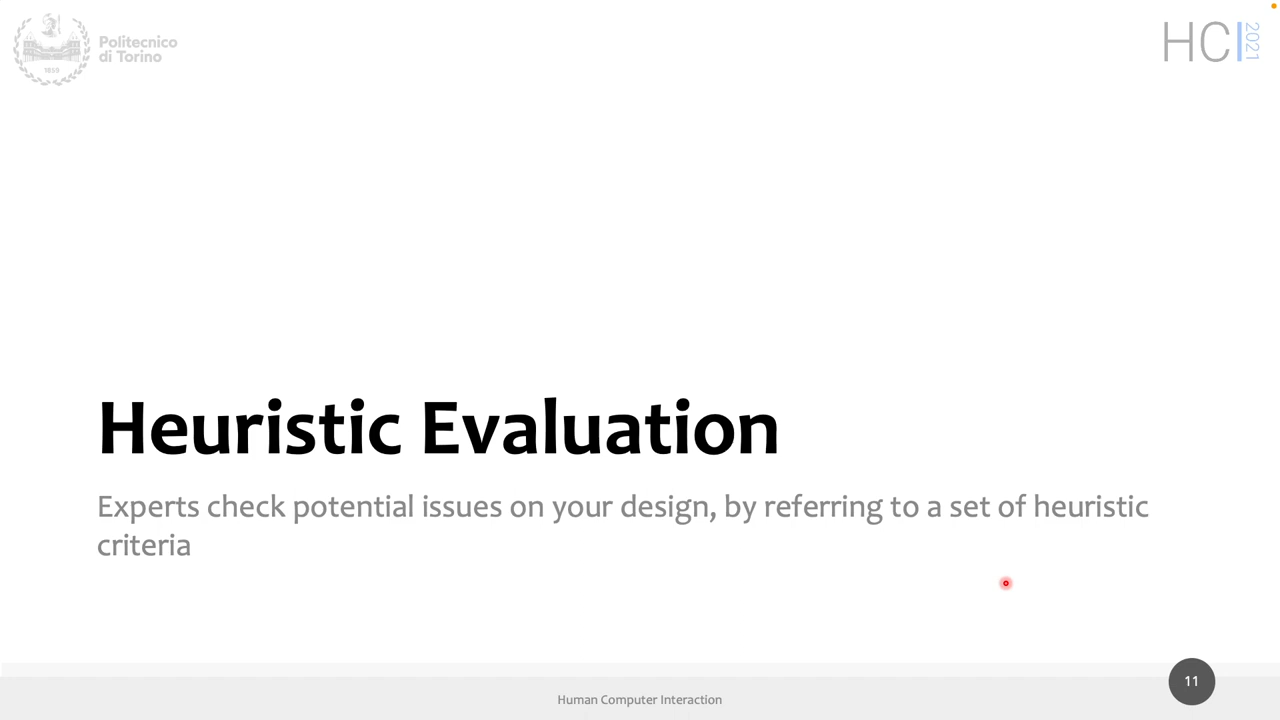 Politecnico
di Torino
1859
HCI
2021
Heuristic Evaluation
Experts check potential issues on your design, by referring to a set of heuristic
criteria
11
Human Computer Interaction